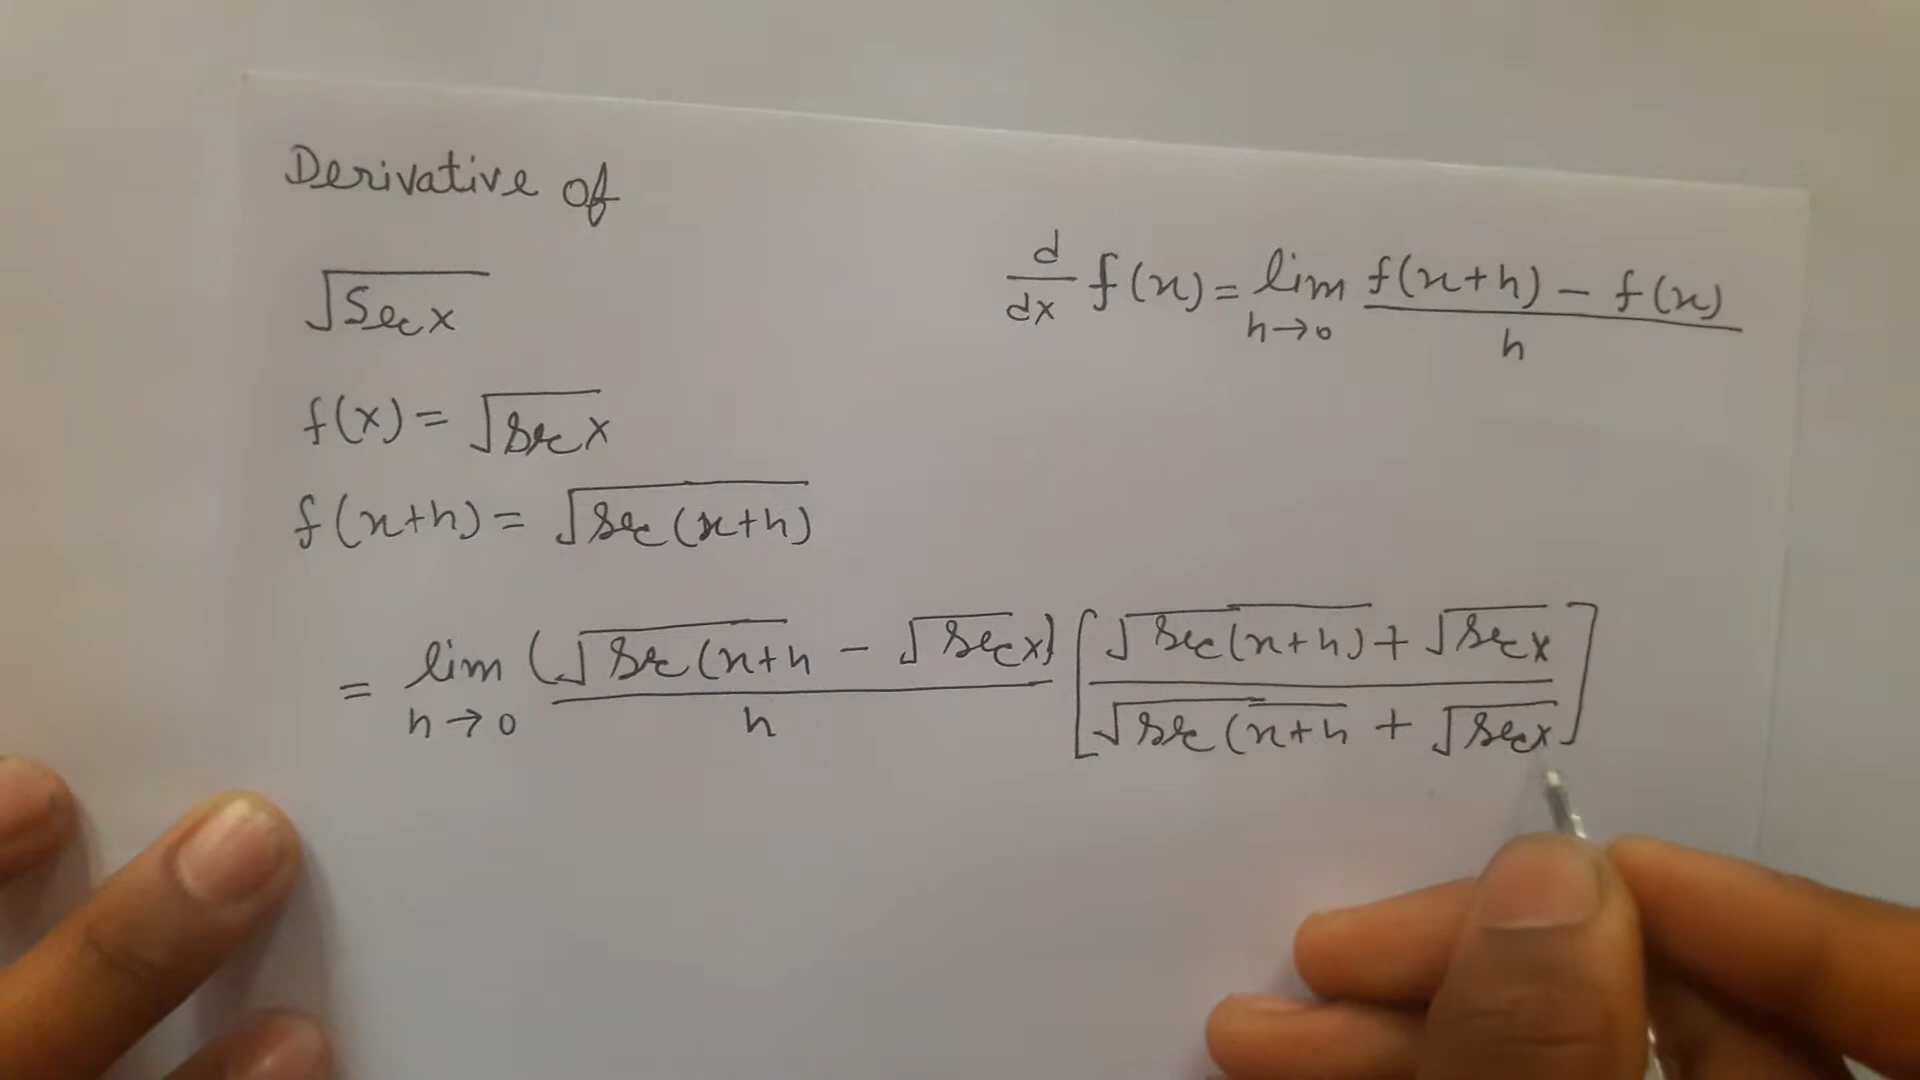 Derivative of
√Sec x
d/dx f(x) = lim h→0 f(x+h) - f(x) / h
f(x) = √sec x
f(x+h) = √sec(x+h)
= lim h→0 (√sec(x+h - √sec x) / h [√sec(x+h) + √sec x / √sec(x+h + √sec x]